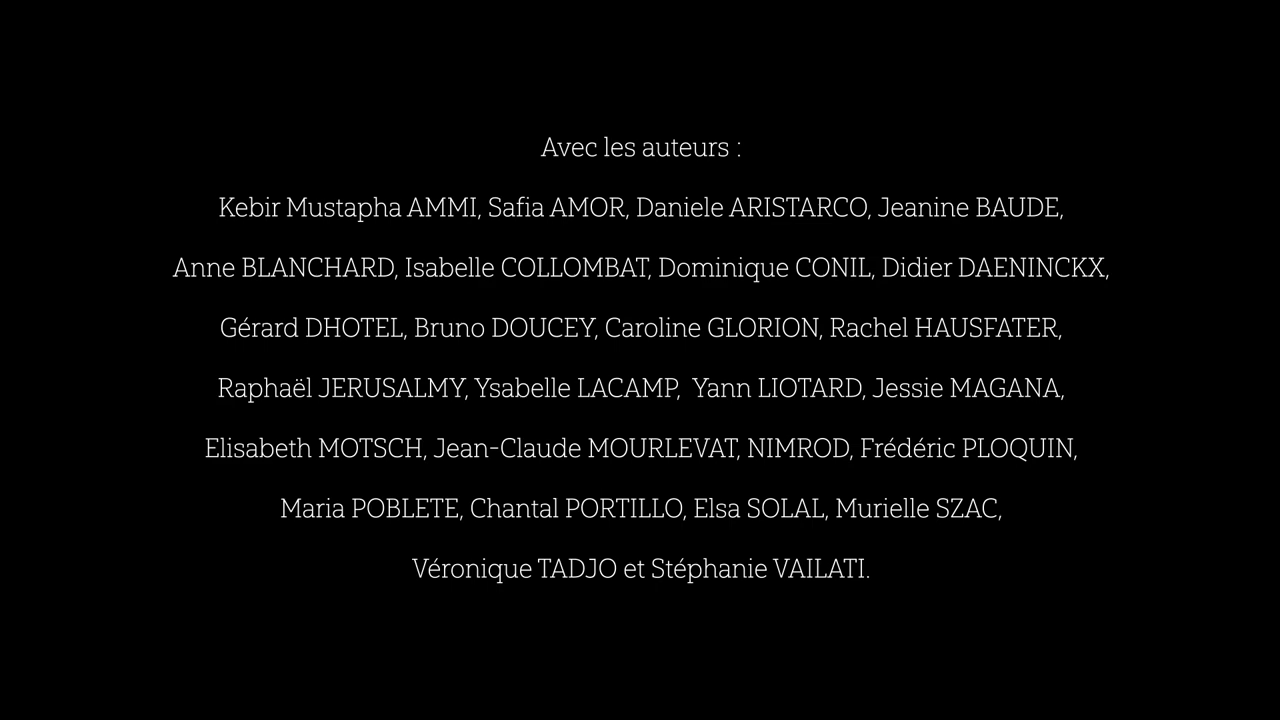 Avec les auteurs :
Kebir Mustapha AMMI, Safia AMOR, Daniele ARISTARCO, Jeanine BAUDE,
Anne BLANCHARD, Isabelle COLLOMBAT, Dominique CONIL, Didier DAENINCKX,
Gérard DHOTEL, Bruno DOUCEY, Caroline GLORION, Rachel HAUSFATER,
Raphaël JERUSALMY, Ysabelle LACAMP, Yann LIOTARD, Jessie MAGANA,
Elisabeth MOTSCH, Jean-Claude MOURLEVAT, NIMROD, Frédéric PLOQUIN,
Maria POBLETE, Chantal PORTILLO, Elsa SOLAL, Murielle SZAC,
Véronique TADJO et Stéphanie VAILATI.